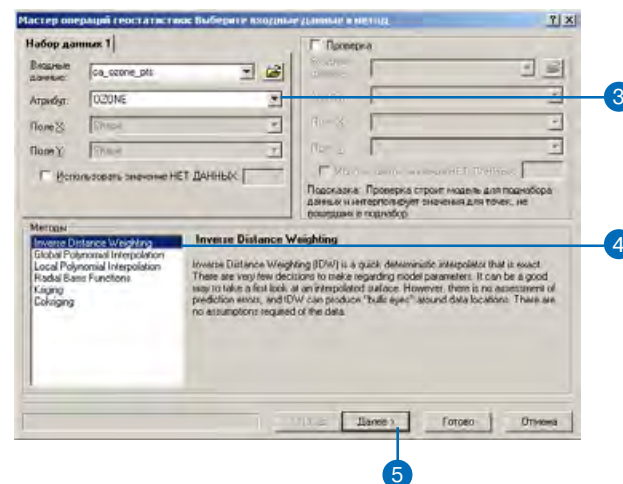 Мастер операций геостатистики: Выберите входные данные и метод
Набор данных 1
Входные данные:
ca_ozone_pts
Атрибут:
OZONE
Поле X:
Shape
Поле Y:
Shape
Использовать значение НЕТ ДАННЫХ:
Проверка
Поле X:
Подсказка: Проверка строит модель для поднабора
данных и интерполирует значения для точек, не
вошедших в поднабор.
3
Методы
Inverse Distance Weighting
Global Polynomial Interpolation
Local Polynomial Interpolation
Radial Basis Functions
Kriging
Cokriging
Inverse Distance Weighting
Inverse Distance Weighting (IDW) is a quick deterministic interpolator that is exact.
There are very few decisions to make regarding model parameters. It can be a good
way to take a first look at an interpolated surface. However, there is no assessment of
prediction errors, and IDW can produce "bulls eyes" around data locations. There are
no assumptions required of the data.
4
Далее >
Готово
Отмена
5